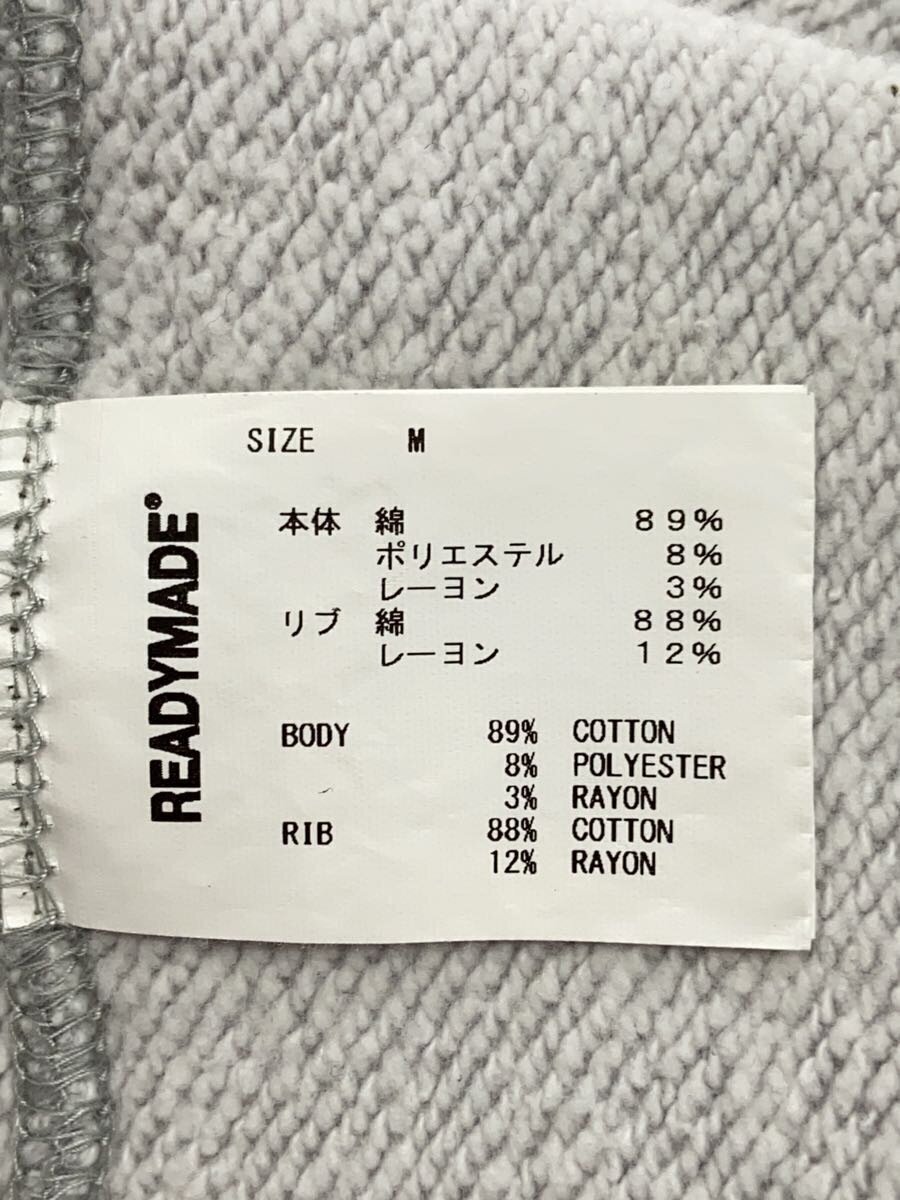 READYMADE®
SIZE M
本体 綿 89%
ポリエステル 8%
レーヨン 3%
リブ 綿 88%
レーヨン 12%
BODY 89% COTTON
8% POLYESTER
3% RAYON
RIB 88% COTTON
12% RAYON